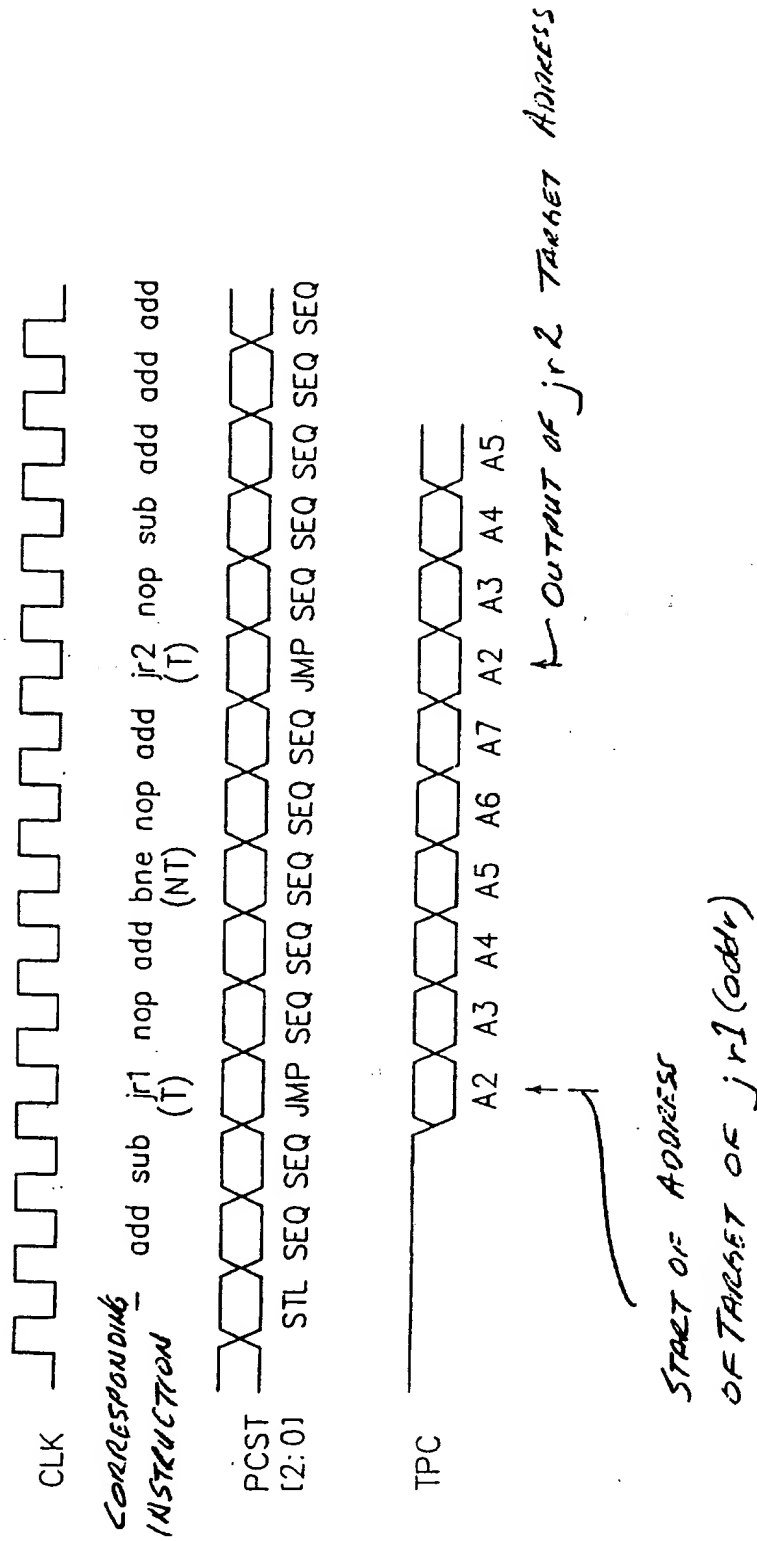 CLK
CORRESPONDING
INSTRUCTION
– add sub jr1 nop add bne nop add jr2 nop sub add add add
(T) (NT) (T)
PCST
[2:0]
STL SEQ SEQ JMP SEQ SEQ SEQ SEQ SEQ JMP SEQ SEQ SEQ SEQ SEQ
TPC
A2 A3 A4 A5 A6 A7 A2 A3 A4 A5
START OF ADDRESS
OF TARGET OF jr1 (addr)
OUTPUT OF jr2 TARGET ADDRESS